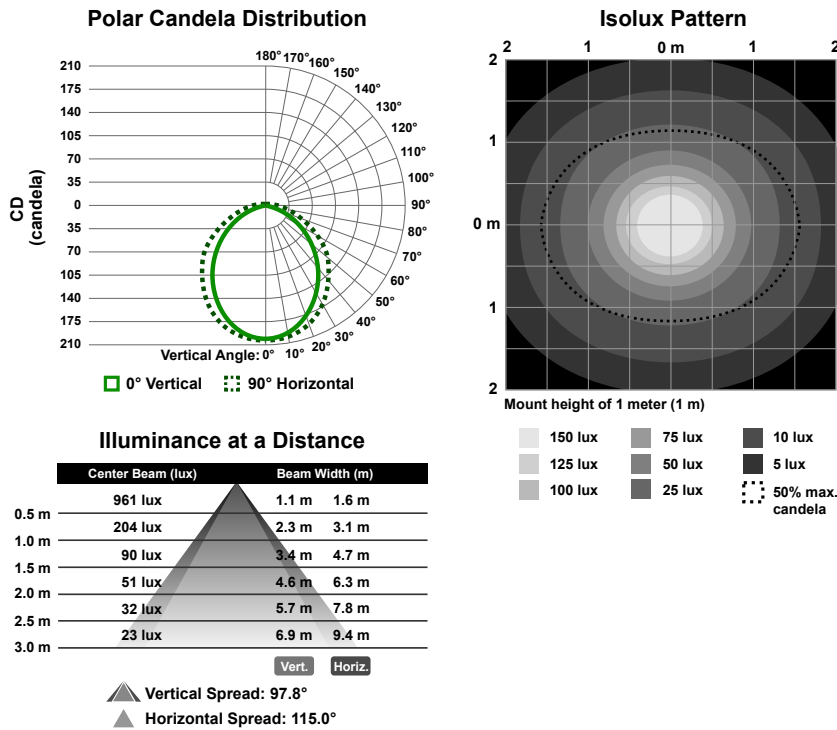 Polar Candela Distribution
180° 170° 160° 150° 140° 130° 120° 110° 100° 90° 80° 70° 60° 50° 40° 30° 20° 10°
210
175
140
105
70
35
0
35
70
105
140
175
210
CD
(candela)
Vertical Angle: 0°
0° Vertical
90° Horizontal
Isolux Pattern
2 1 0 m 1 2
2
1
0 m
1
2
Mount height of 1 meter (1 m)
150 lux
125 lux
100 lux
75 lux
50 lux
25 lux
10 lux
5 lux
50% max.
candela
Illuminance at a Distance
Center Beam (lux) Beam Width (m)
961 lux 1.1 m 1.6 m
0.5 m
204 lux 2.3 m 3.1 m
1.0 m
90 lux 3.4 m 4.7 m
1.5 m
51 lux 4.6 m 6.3 m
2.0 m
32 lux 5.7 m 7.8 m
2.5 m
23 lux 6.9 m 9.4 m
3.0 m
Vert. Horiz.
Vertical Spread: 97.8°
Horizontal Spread: 115.0°